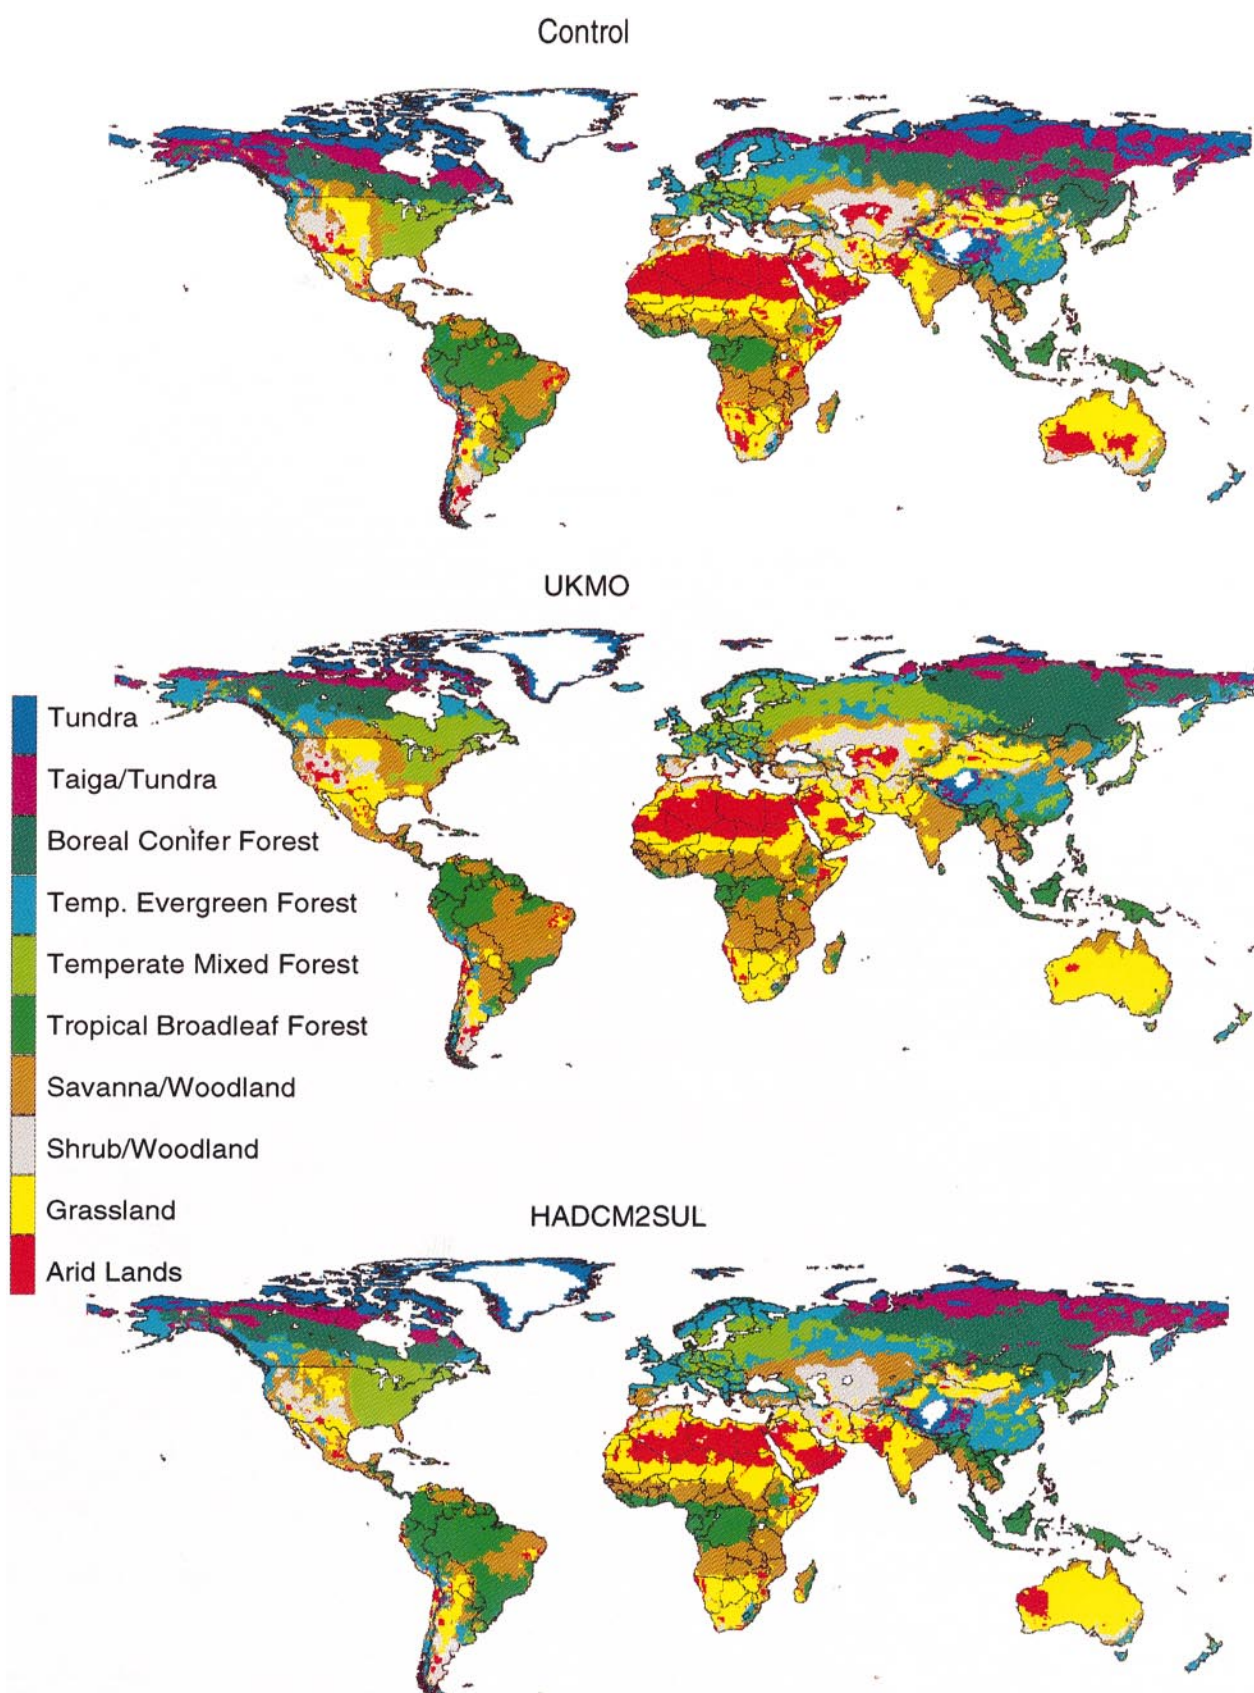 Control
UKMO
Tundra
Taiga/Tundra
Boreal Conifer Forest
Temp. Evergreen Forest
Temperate Mixed Forest
Tropical Broadleaf Forest
Savanna/Woodland
Shrub/Woodland
Grassland
Arid Lands
HADCM2SUL